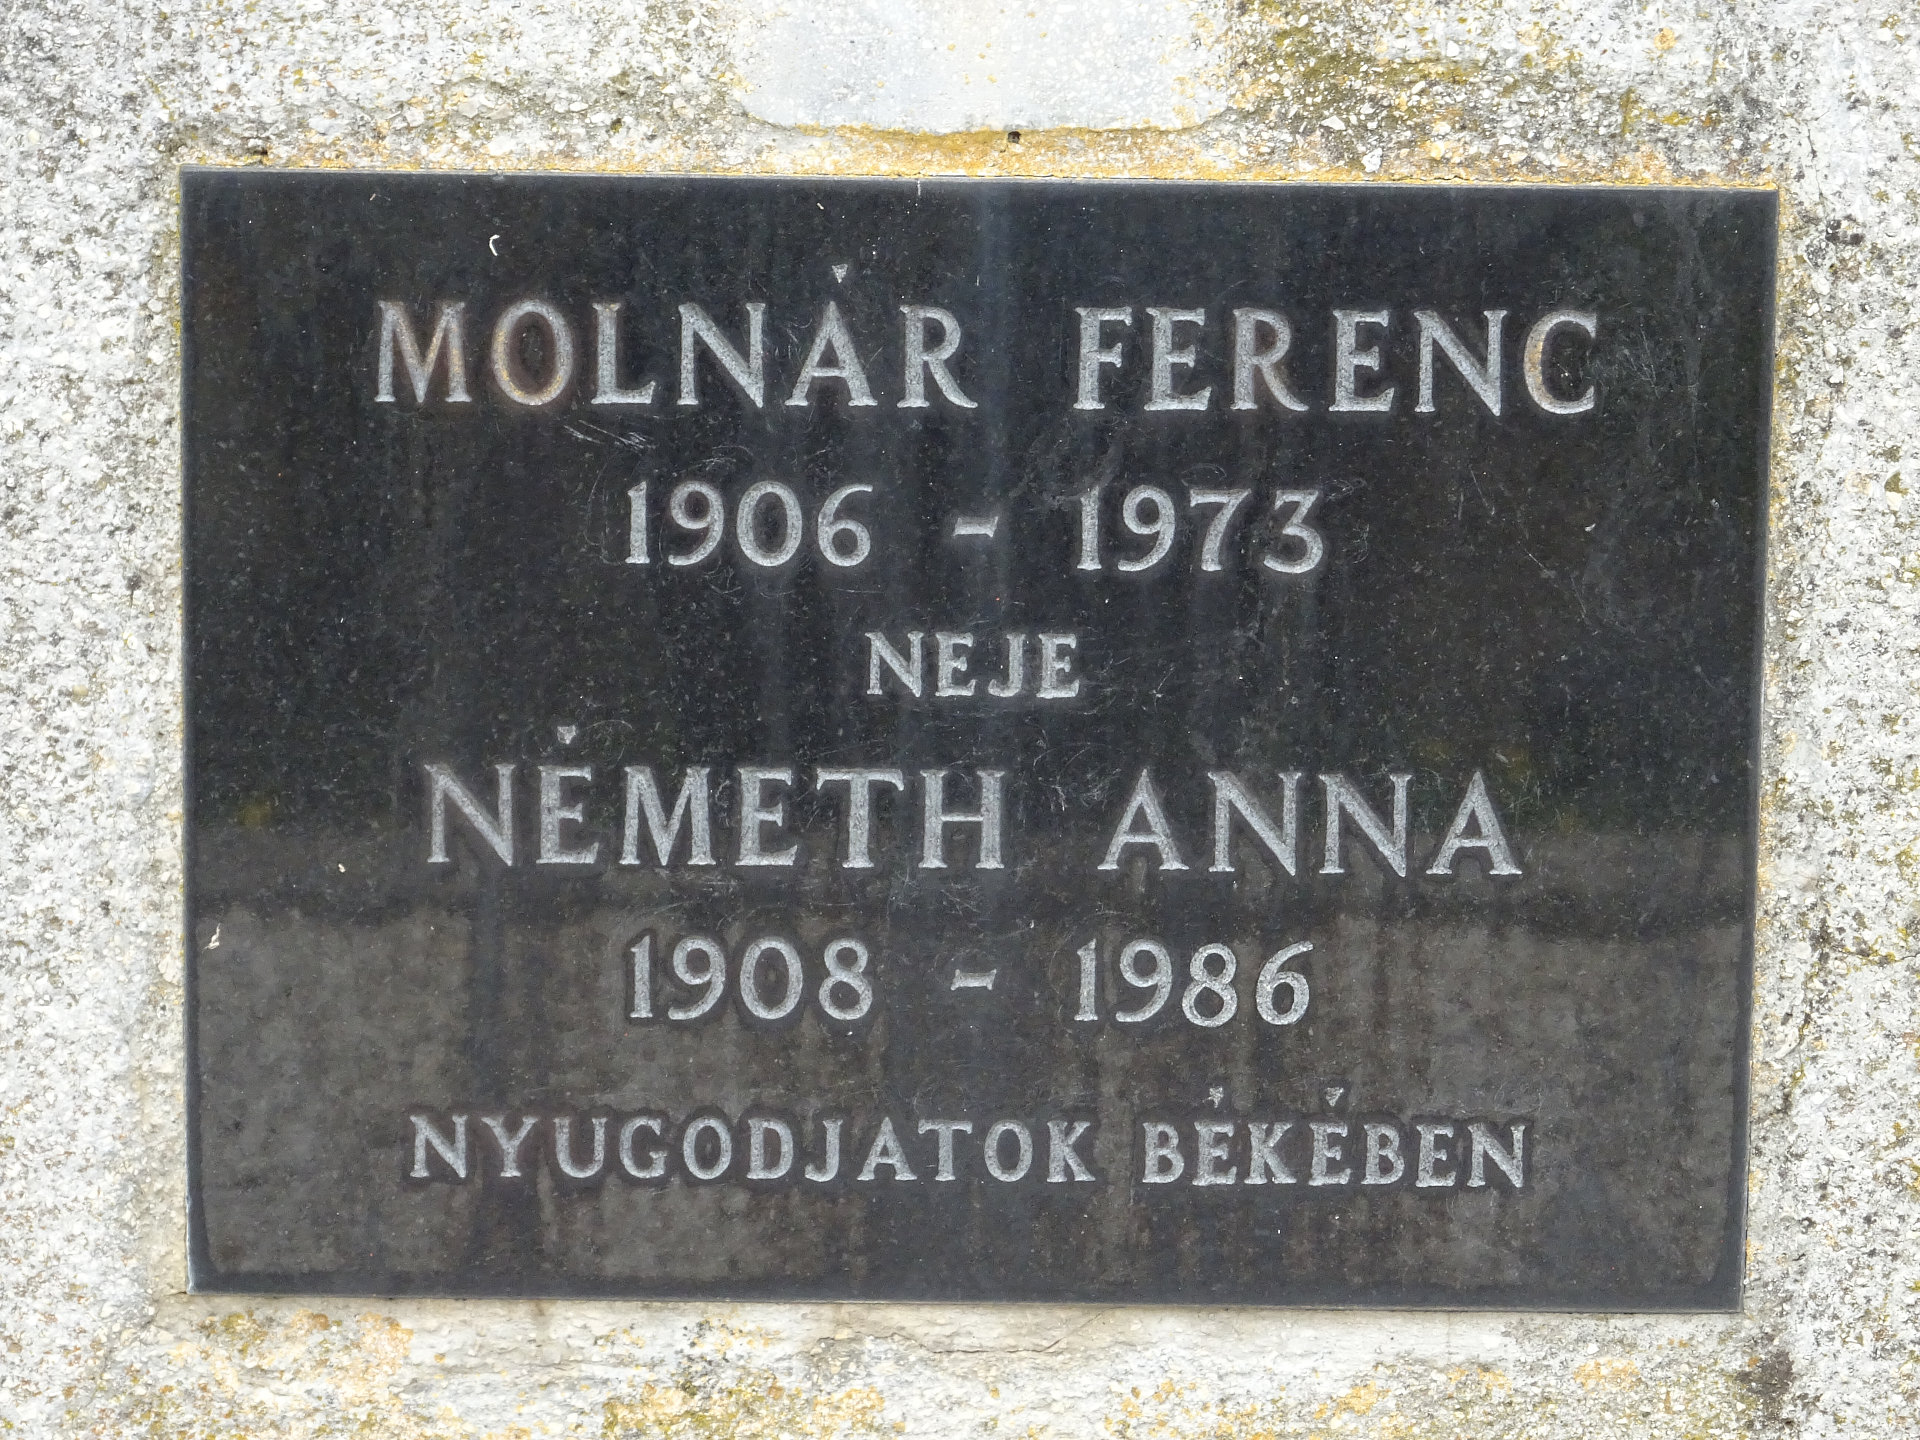 MOLNÁR FERENC
1906 - 1973
NEJE
NÉMETH ANNA
1908 - 1986
NYUGODJATOK BÉKÉBEN